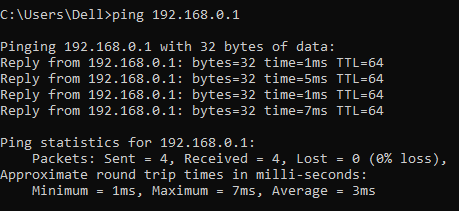 C:\Users\Dell>ping 192.168.0.1
Pinging 192.168.0.1 with 32 bytes of data:
Reply from 192.168.0.1: bytes=32 time=1ms TTL=64
Reply from 192.168.0.1: bytes=32 time=5ms TTL=64
Reply from 192.168.0.1: bytes=32 time=1ms TTL=64
Reply from 192.168.0.1: bytes=32 time=7ms TTL=64
Ping statistics for 192.168.0.1:
Packets: Sent = 4, Received = 4, Lost = 0 (0% loss),
Approximate round trip times in milli-seconds:
Minimum = 1ms, Maximum = 7ms, Average = 3ms